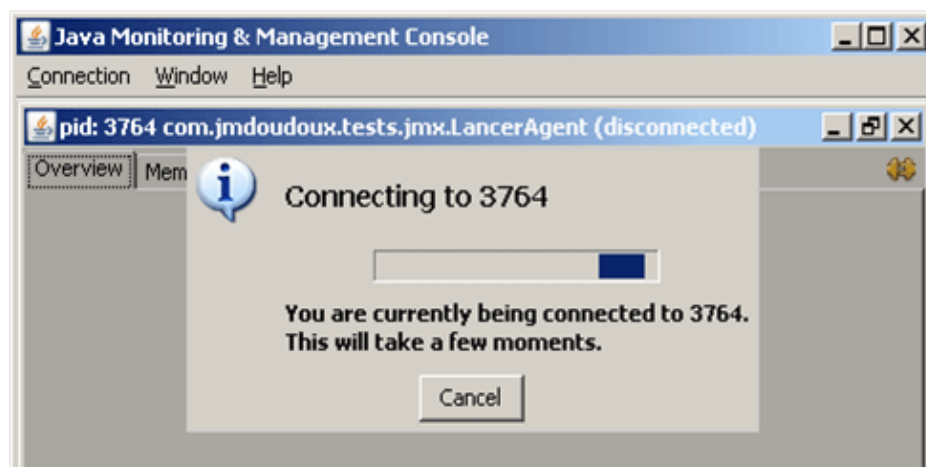 Java Monitoring & Management Console
Connection Window Help
pid: 3764 com.jmdoudoux.tests.jmx.LancerAgent (disconnected)
Overview Mem
Connecting to 3764
You are currently being connected to 3764.
This will take a few moments.
Cancel